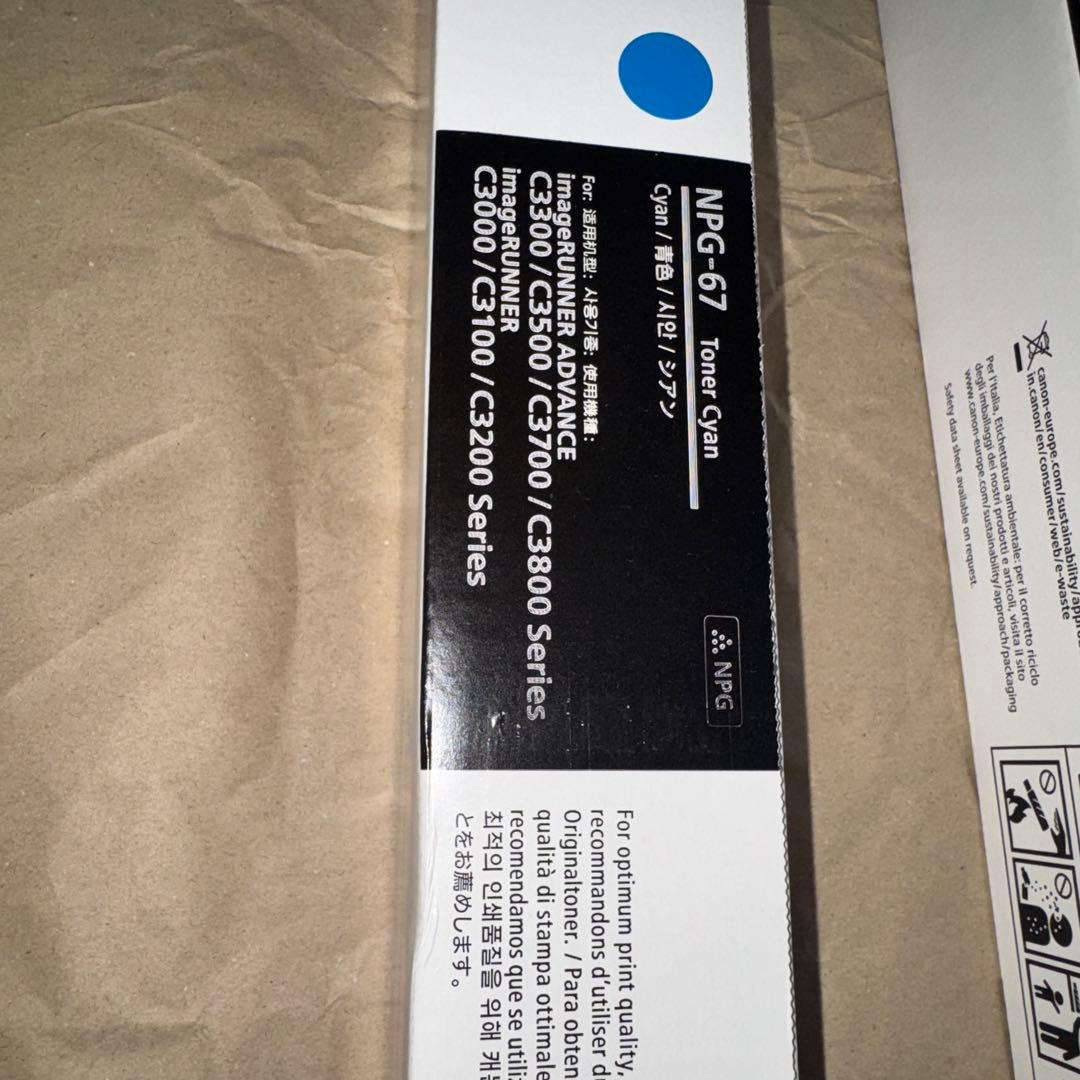 NPG-67 Toner Cyan
Cyan / 青色 / 시안 / シアン
For: 适用机型: 사용기종: 使用機種:
imageRUNNER ADVANCE
C3300 / C3500 / C3700 / C3800 Series
imageRUNNER
C3000 / C3100 / C3200 Series
NPG
For optimum print quality,
recommandons d'utiliser
Originaltoner. / Para obten
qualità di stampa ottimale
recomendamos que se utiliz
최적의 인쇄품질을 위해 캐논
とをお薦めします。
canon-europe.com/sustainability/appro
in.canon/en/consumer/web/e-waste
Per l'Italia, Etichettatura ambientale: per il corretto riciclo
degli imballaggi dei nostri prodotti e articoli, visita il sito
www.canon-europe.com/sustainability/approach/packaging
Safety data sheet available on request.